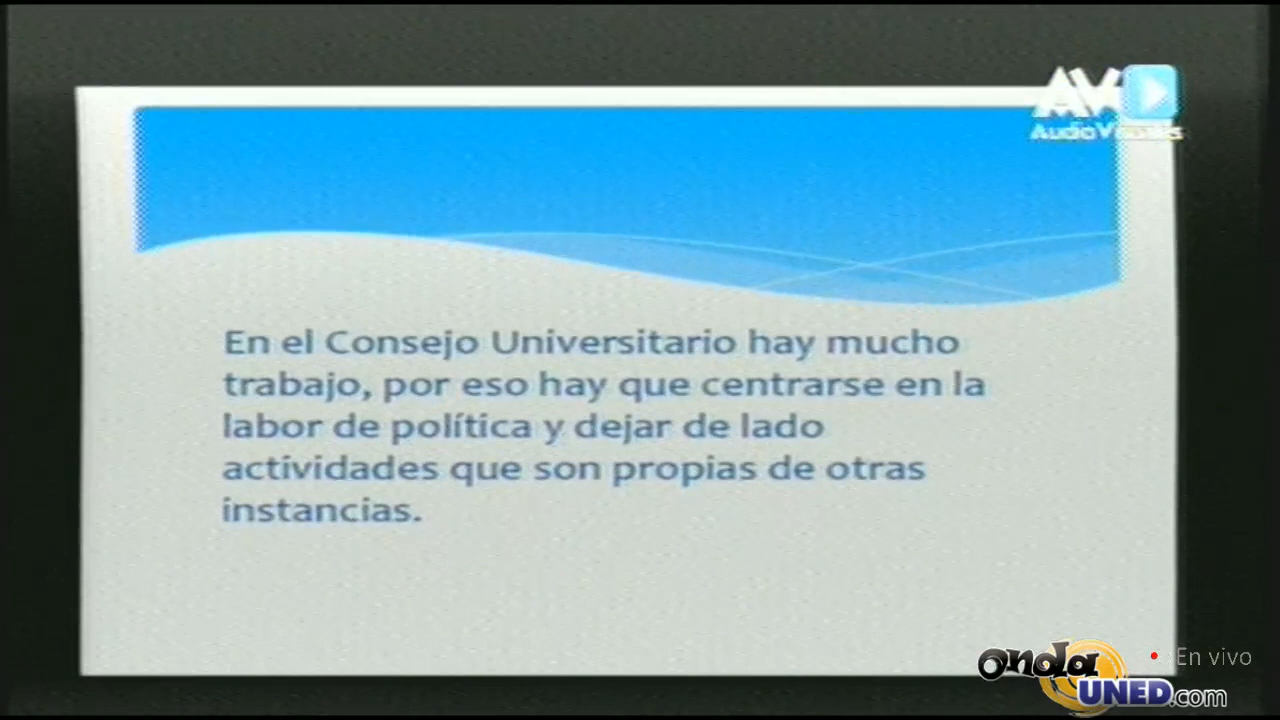 AV
AudioVisuales
En el Consejo Universitario hay mucho
trabajo, por eso hay que centrarse en la
labor de política y dejar de lado
actividades que son propias de otras
instancias.
En vivo
onda
UNED.com